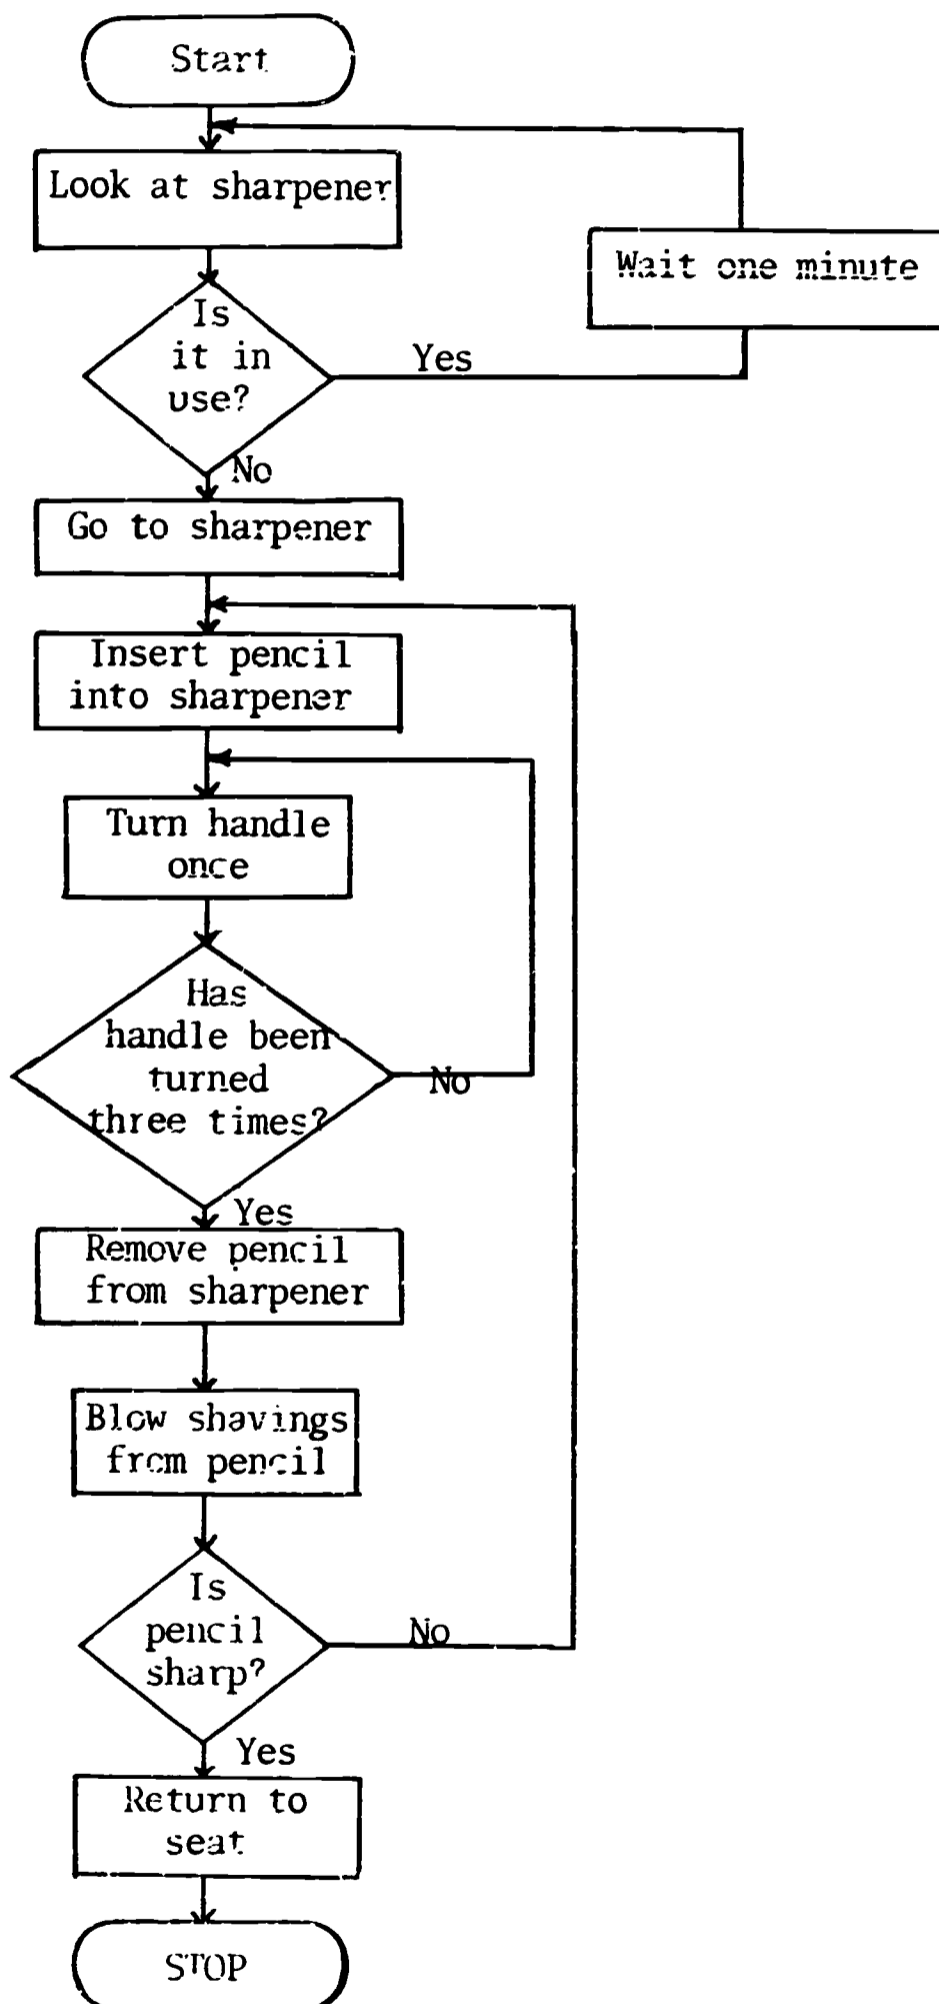 Start
Look at sharpener
Wait one minute
Is
it in
use?
Yes
No
Go to sharpener
Insert pencil
into sharpener
Turn handle
once
Has
handle been
turned
three times?
No
Yes
Remove pencil
from sharpener
Blow shavings
from pencil
Is
pencil
sharp?
No
Yes
Return to
seat
STOP